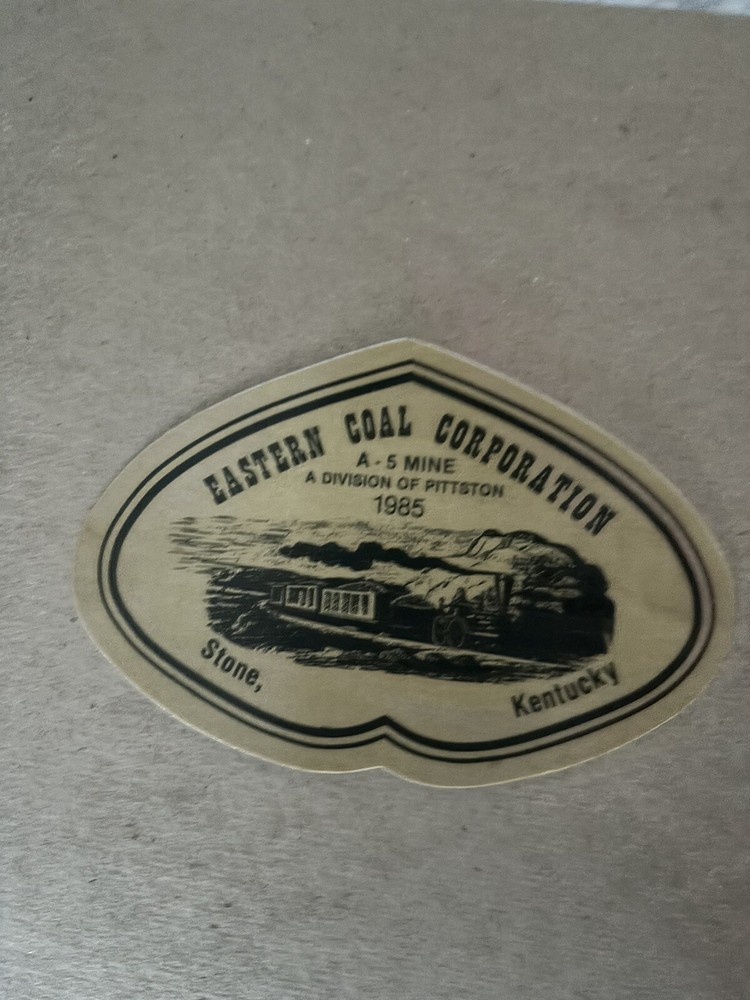 EASTERN COAL CORPORATION
A - 5 MINE
A DIVISION OF PITTSTON
1985
Stone, Kentucky